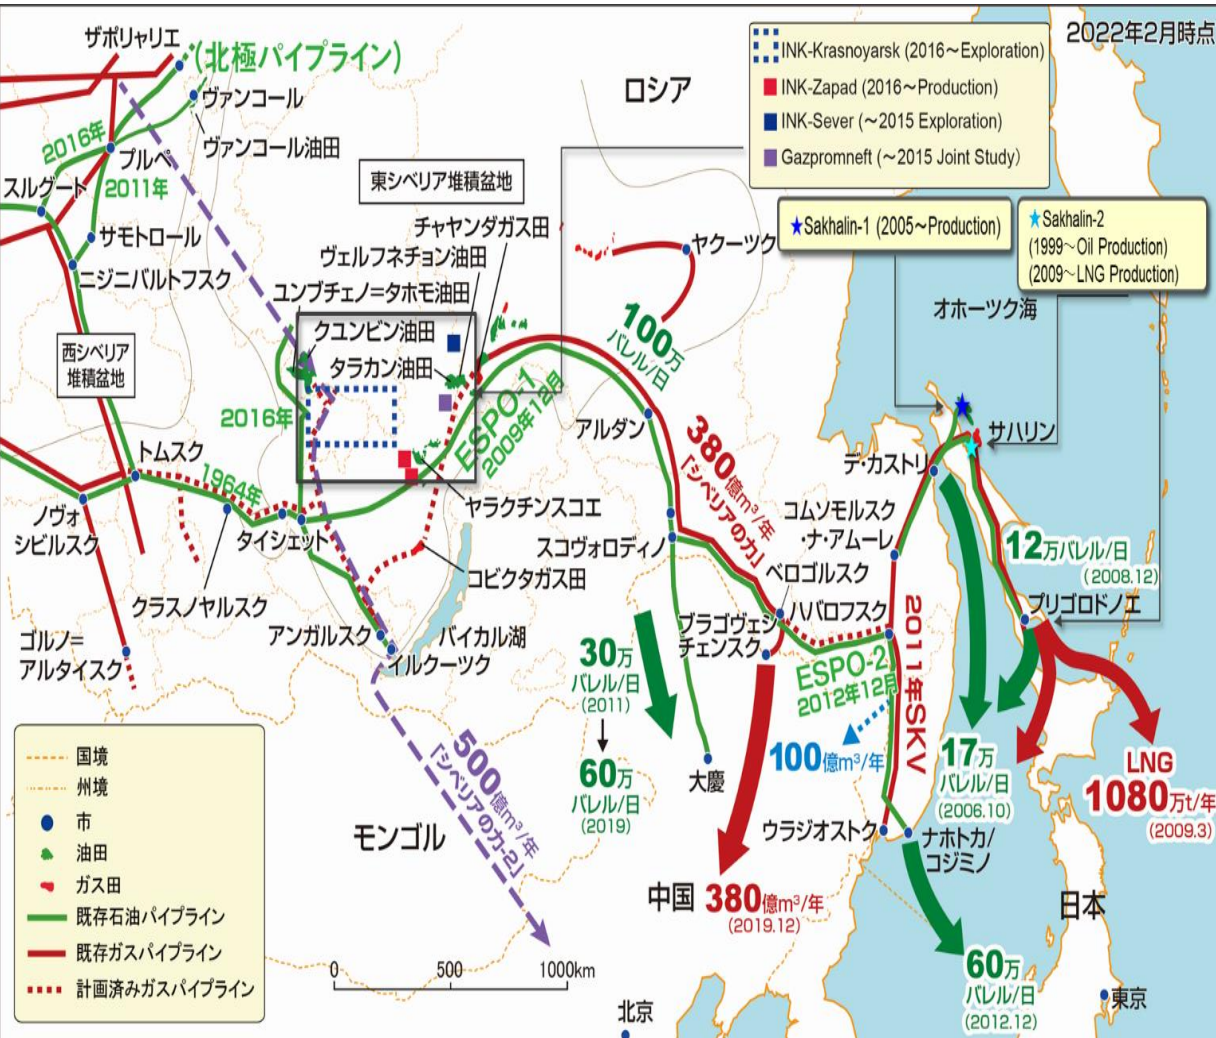 2022年2月時点
ザポリャリエ
(北極パイプライン)
ヴァンコール
ヴァンコール油田
2016年
プルペ
2011年
スルグート
サモトロール
ニジニバルトフスク
西シベリア
堆積盆地
ロシア
INK-Krasnoyarsk (2016～Exploration)
INK-Zapad (2016～Production)
INK-Sever (～2015 Exploration)
Gazpromneft (～2015 Joint Study)
Sakhalin-1 (2005～Production)
Sakhalin-2
(1999～Oil Production)
(2009～LNG Production)
東シベリア堆積盆地
チャヤンダガス田
ヴェルフネチョン油田
ユンブチェノ=タホモ油田
クユンビン油田
タラカン油田
ヤクーツク
オホーツク海
100万
バレル/日
2016年
ESPO-1
2009年12月
アルダン
380億m³/年
「シベリアの力」
サハリン
デ・カストリ
トムスク
1964年
ノヴォ
シビルスク
タイシェット
ヤラクチンスコエ
スコヴォロディノ
コムソモルスク
・ナ・アムーレ
12万バレル/日
(2008.12)
クラスノヤルスク
コビクタガス田
ベロゴルスク
プリゴロドノエ
ゴルノ=
アルタイスク
アンガルスク
バイカル湖
イルクーツク
ブラゴヴェシ
チェンスク
ハバロフスク
30万
バレル/日
(2011)
60万
バレル/日
(2019)
ESPO-2
2012年12月
2011年SKV
100億m³/年
17万
バレル/日
(2006.10)
LNG
1080万t/年
(2009.3)
500億m³/年
「シベリアの力-2」
大慶
モンゴル
ウラジオストク
ナホトカ/
コジミノ
中国
380億m³/年
(2019.12)
60万
バレル/日
(2012.12)
日本
東京
北京
0
500
1000km
国境
州境
市
油田
ガス田
既存石油パイプライン
既存ガスパイプライン
計画済みガスパイプライン